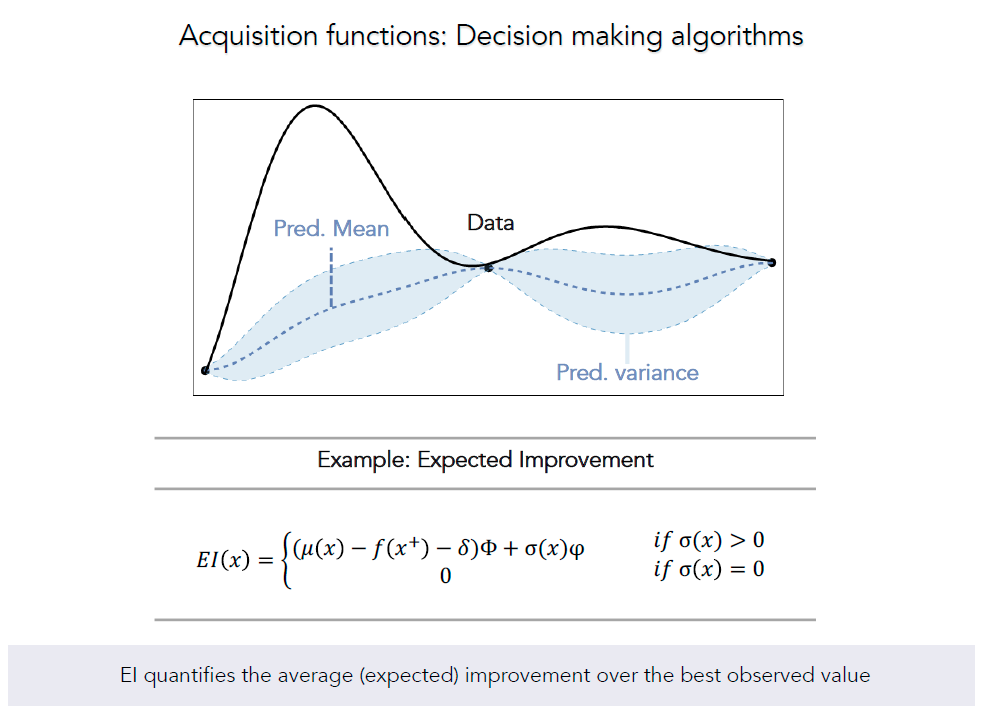 Acquisition functions: Decision making algorithms
Pred. Mean
Data
Pred. variance
Example: Expected Improvement
EI(x) = {(μ(x) − f(x⁺) − δ)Φ + σ(x)φ if σ(x) > 0
0 if σ(x) = 0
EI quantifies the average (expected) improvement over the best observed value